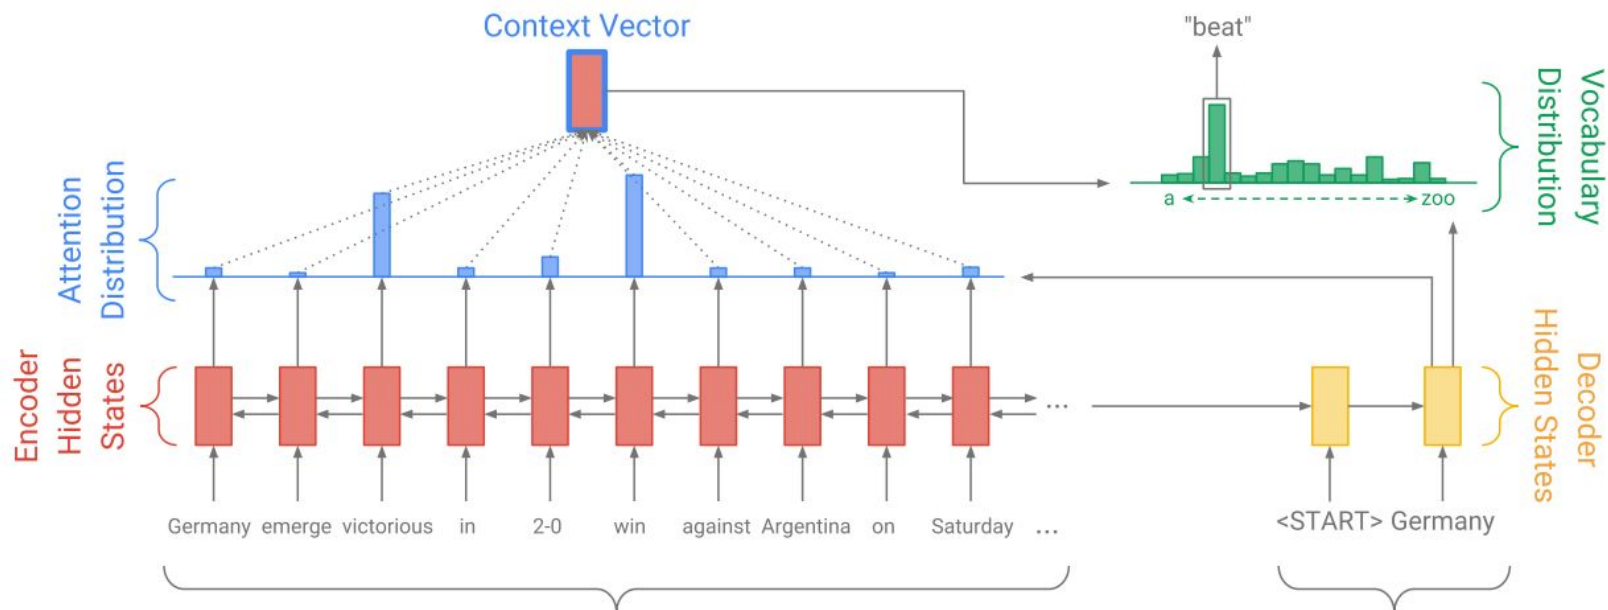 Context Vector
"beat"
Vocabulary
Distribution
a
zoo
Attention
Distribution
Encoder
Hidden
States
...
Decoder
Hidden States
Germany emerge victorious in 2-0 win against Argentina on Saturday ...
<START> Germany